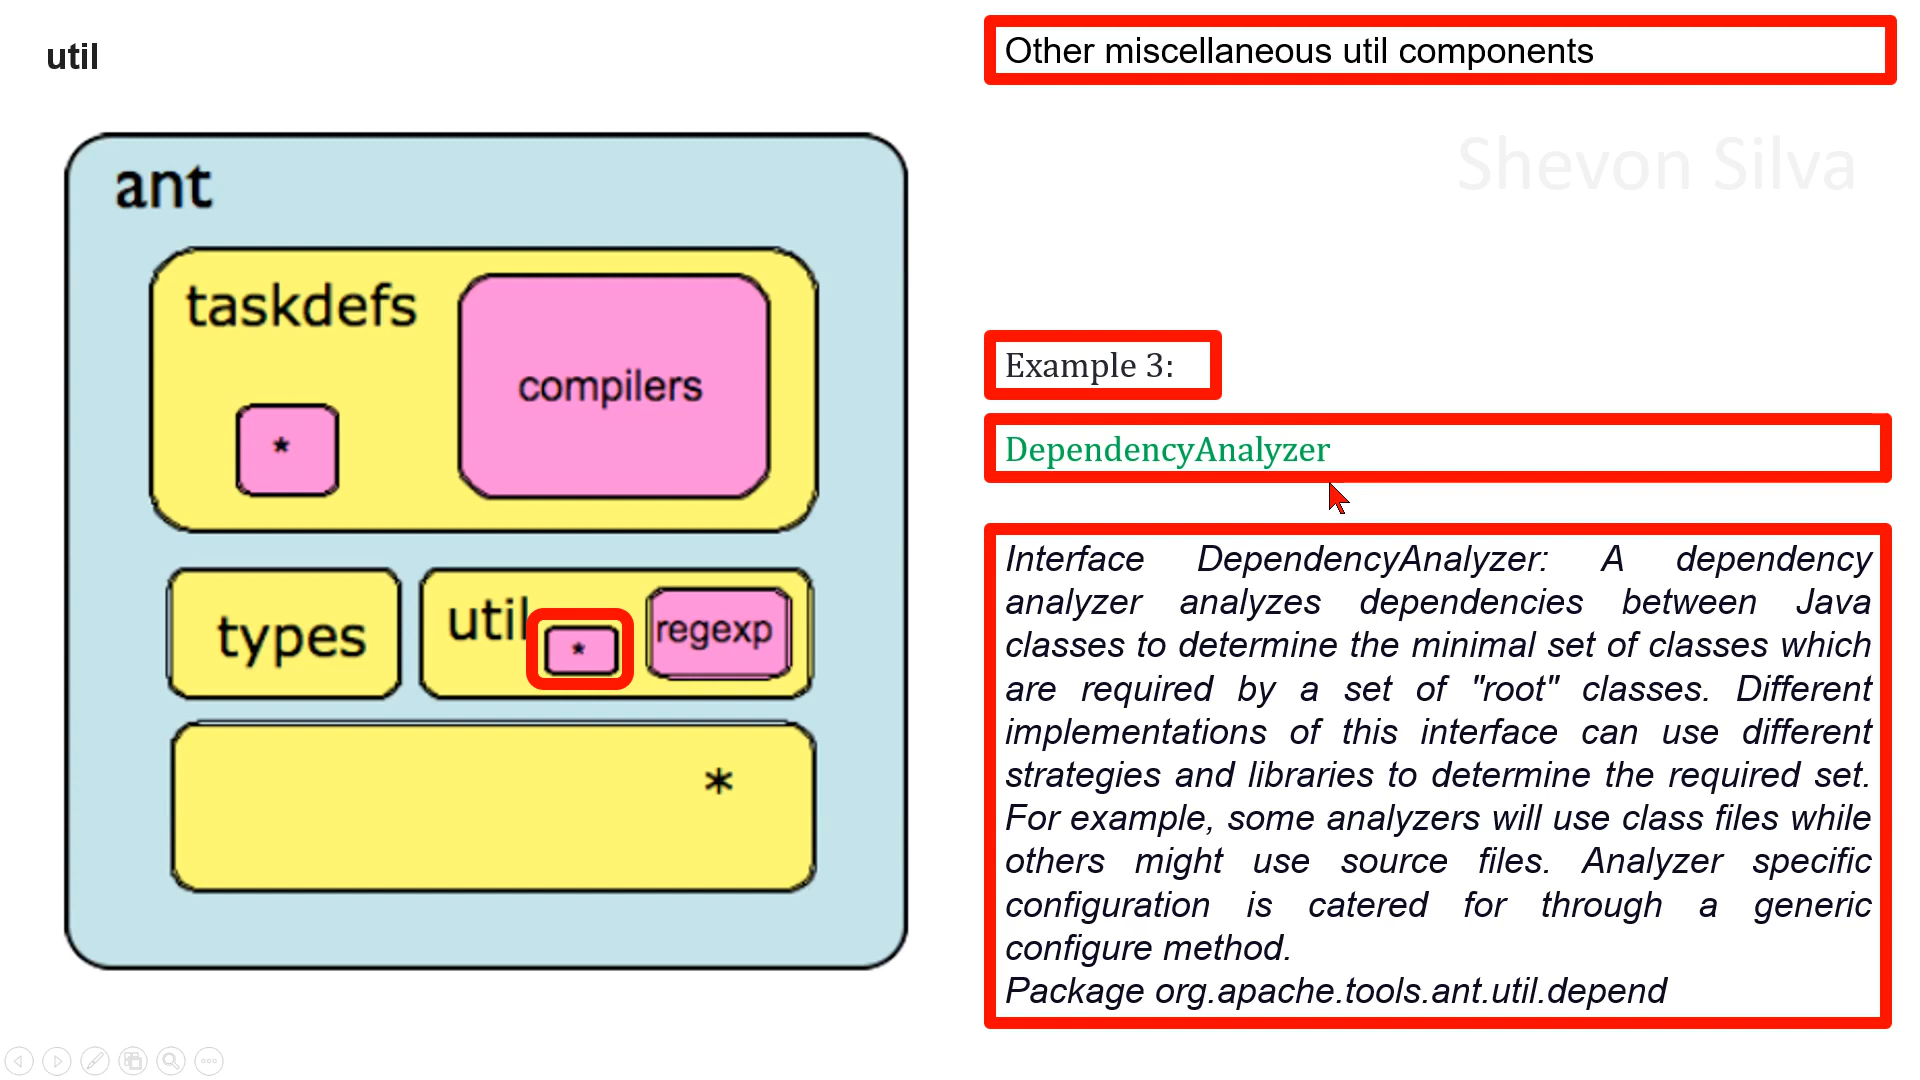 util
Other miscellaneous util components
Shevon Silva
ant
taskdefs
compilers
*
types
util
*
regexp
*
Example 3:
DependencyAnalyzer
Interface DependencyAnalyzer: A dependency
analyzer analyzes dependencies between Java
classes to determine the minimal set of classes which
are required by a set of "root" classes. Different
implementations of this interface can use different
strategies and libraries to determine the required set.
For example, some analyzers will use class files while
others might use source files. Analyzer specific
configuration is catered for through a generic
configure method.
Package org.apache.tools.ant.util.depend